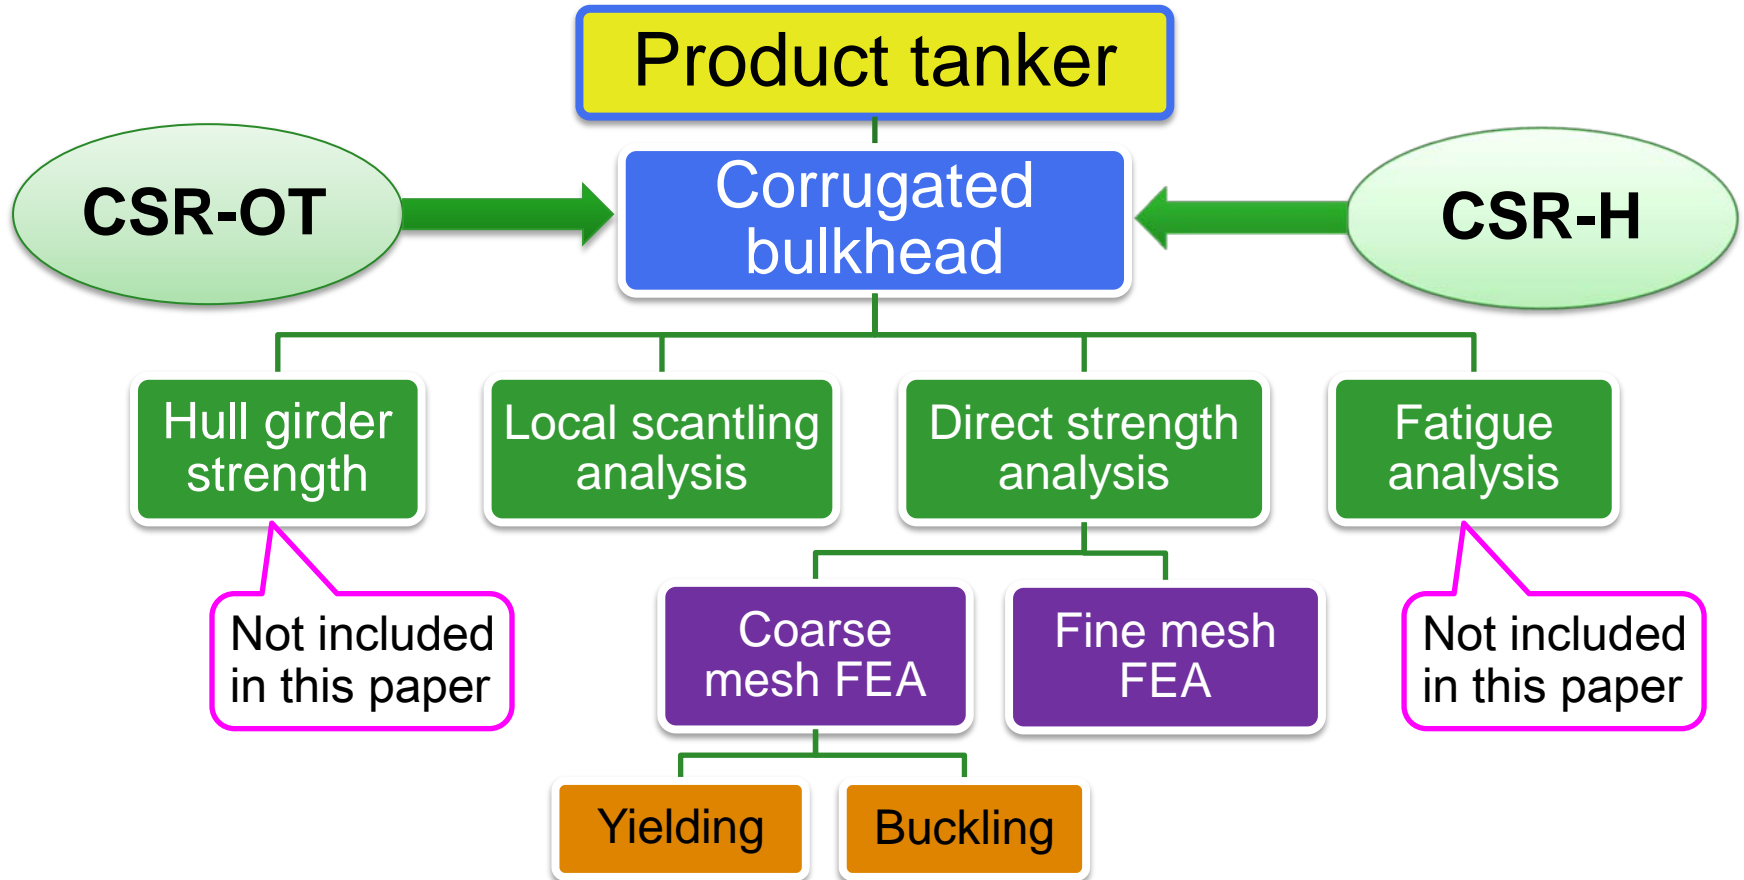 Product tanker
CSR-OT
Corrugated
bulkhead
CSR-H
Hull girder
strength
Local scantling
analysis
Direct strength
analysis
Fatigue
analysis
Not included
in this paper
Coarse
mesh FEA
Fine mesh
FEA
Not included
in this paper
Yielding
Buckling